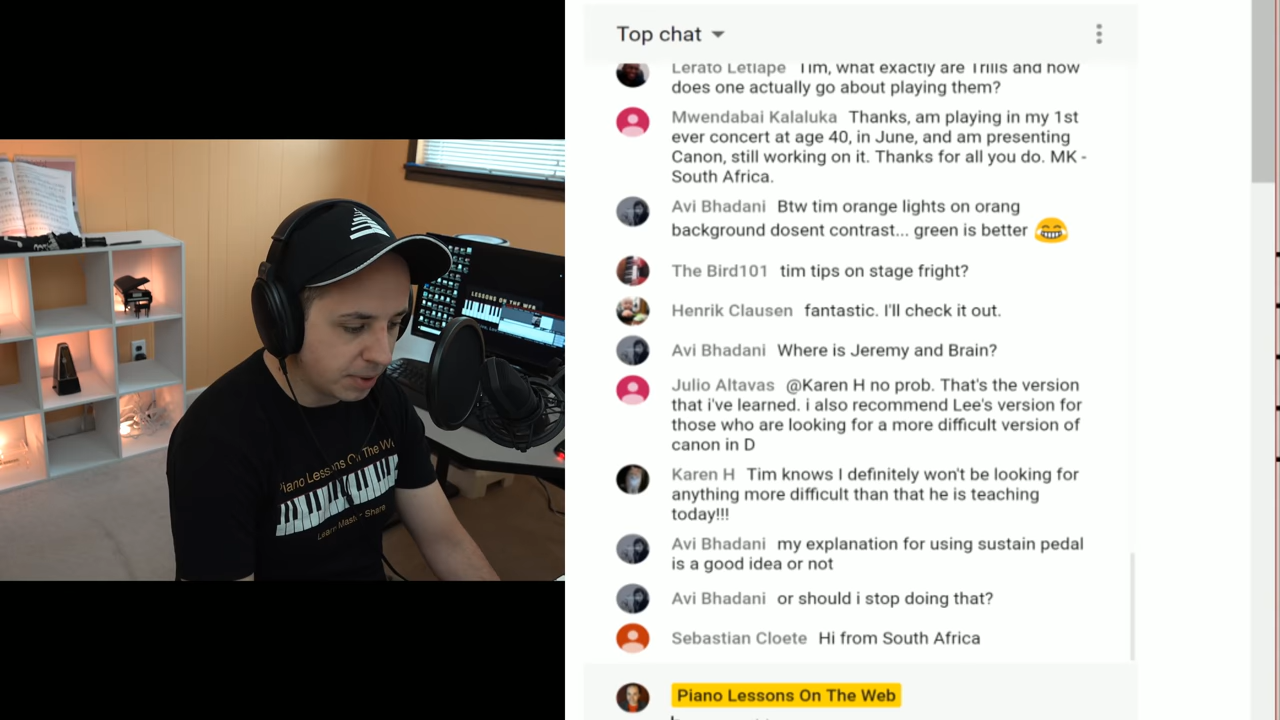 Top chat
Lerato Letlape Tim, what exactly are Trills and how
does one actually go about playing them?
Mwendabai Kalaluka Thanks, am playing in my 1st
ever concert at age 40, in June, and am presenting
Canon, still working on it. Thanks for all you do. MK -
South Africa.
Avi Bhadani Btw tim orange lights on orang
background dosent contrast... green is better 😂
The Bird101 tim tips on stage fright?
Henrik Clausen fantastic. I'll check it out.
Avi Bhadani Where is Jeremy and Brain?
Julio Altavas @Karen H no prob. That's the version
that i've learned. i also recommend Lee's version for
those who are looking for a more difficult version of
canon in D
Karen H Tim knows I definitely won't be looking for
anything more difficult than that he is teaching
today!!!
Avi Bhadani my explanation for using sustain pedal
is a good idea or not
Avi Bhadani or should i stop doing that?
Sebastian Cloete Hi from South Africa
Piano Lessons On The Web
LESSONS ON THE WEB
Piano Lessons On The We
Learn Master Share